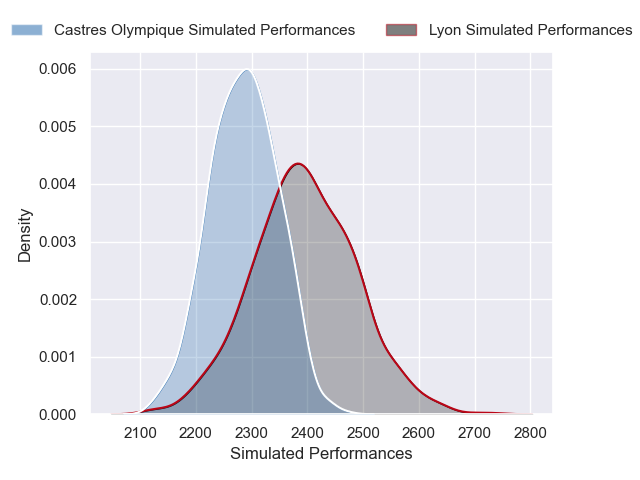 Castres Olympique Simulated Performances
Lyon Simulated Performances
0.006
0.005
0.004
0.003
0.002
0.001
0.000
Density
2100 2200 2300 2400 2500 2600 2700 2800
Simulated Performances